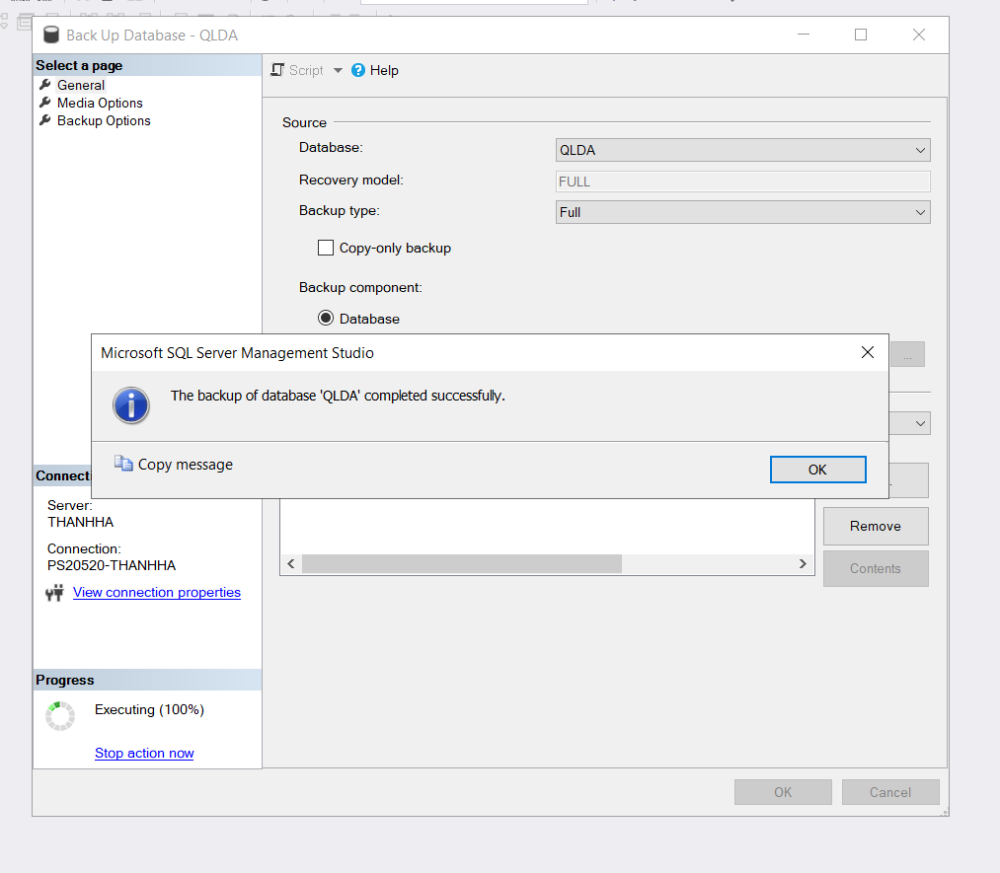 Back Up Database - QLDA
Select a page
General
Media Options
Backup Options
Script
Help
Source
Database:
QLDA
Recovery model:
FULL
Backup type:
Full
Copy-only backup
Backup component:
Database
...
Microsoft SQL Server Management Studio
The backup of database 'QLDA' completed successfully.
Copy message
OK
Connecti
Server:
THANHHA
Connection:
PS20520-THANHHA
View connection properties
Remove
Contents
Progress
Executing (100%)
Stop action now
OK
Cancel